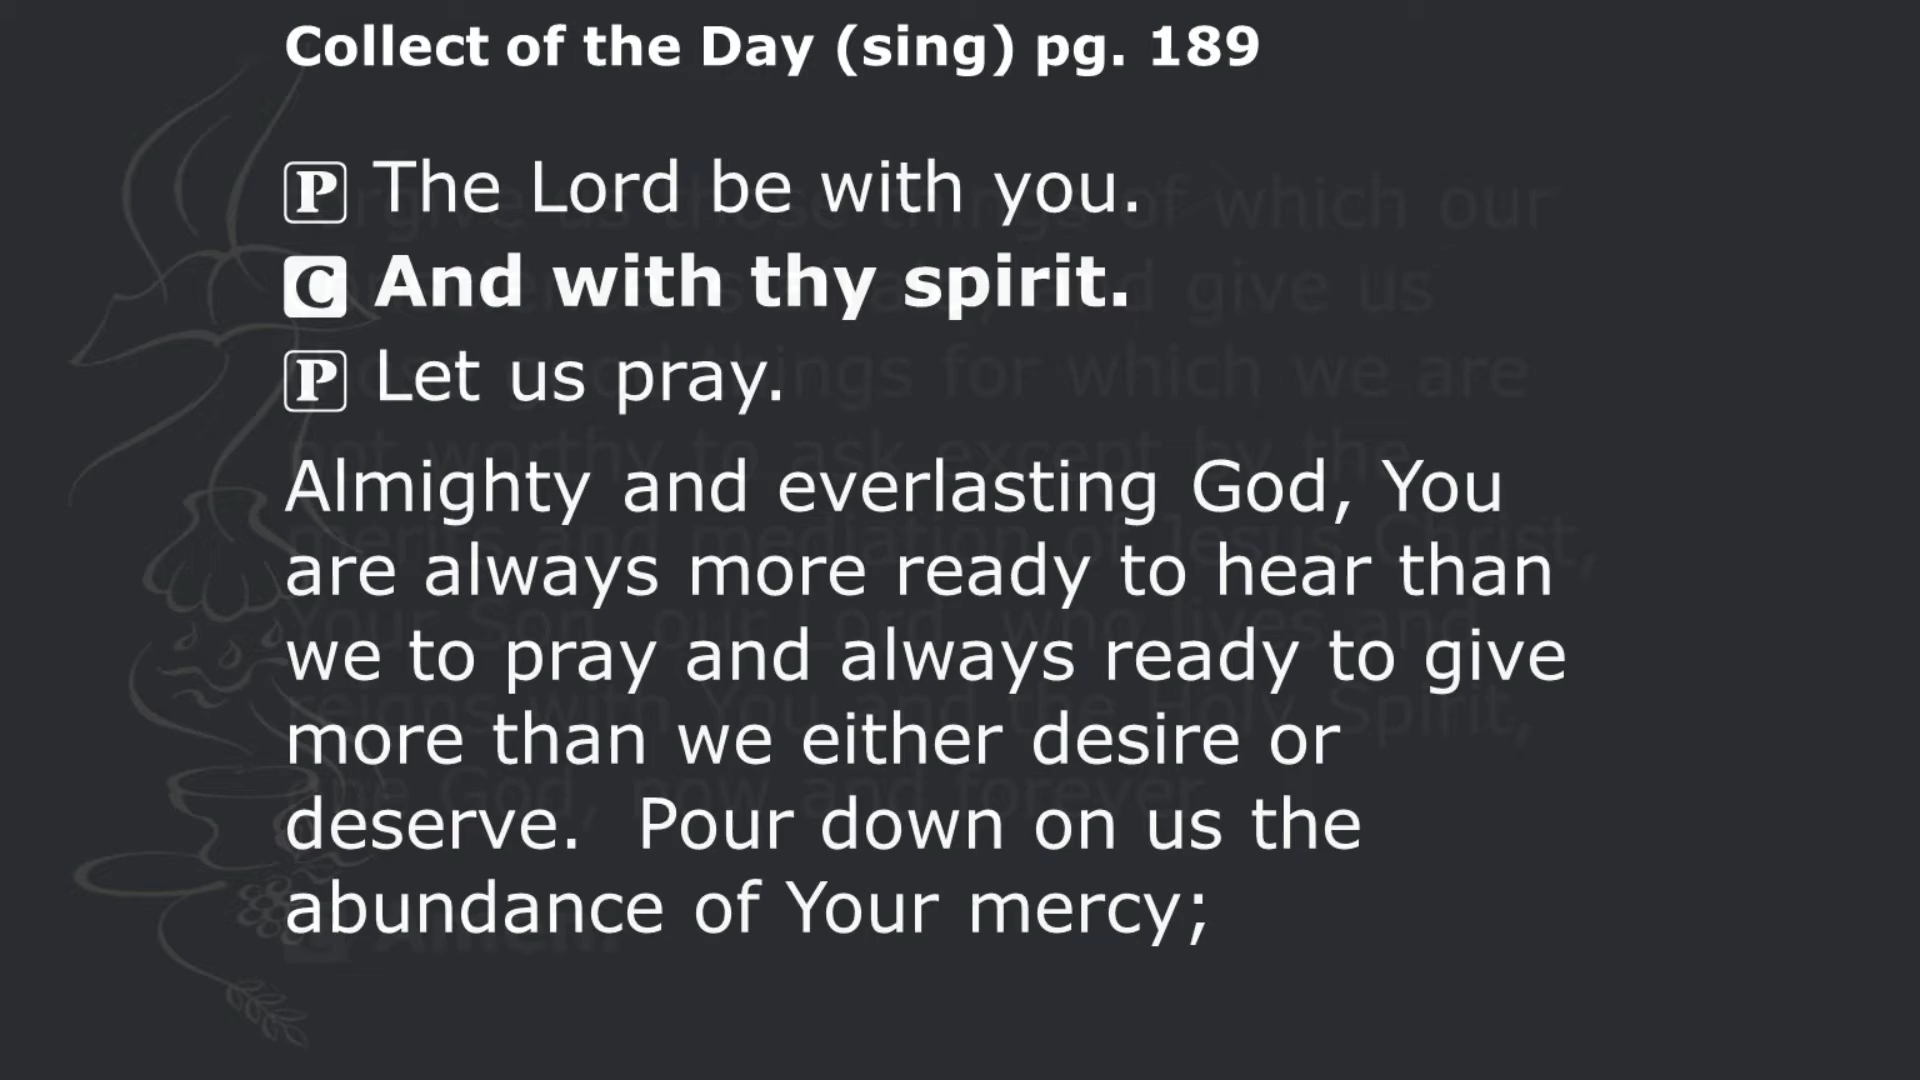 Collect of the Day (sing) pg. 189
P The Lord be with you.
C And with thy spirit.
P Let us pray.
Almighty and everlasting God, You
are always more ready to hear than
we to pray and always ready to give
more than we either desire or
deserve.  Pour down on us the
abundance of Your mercy;